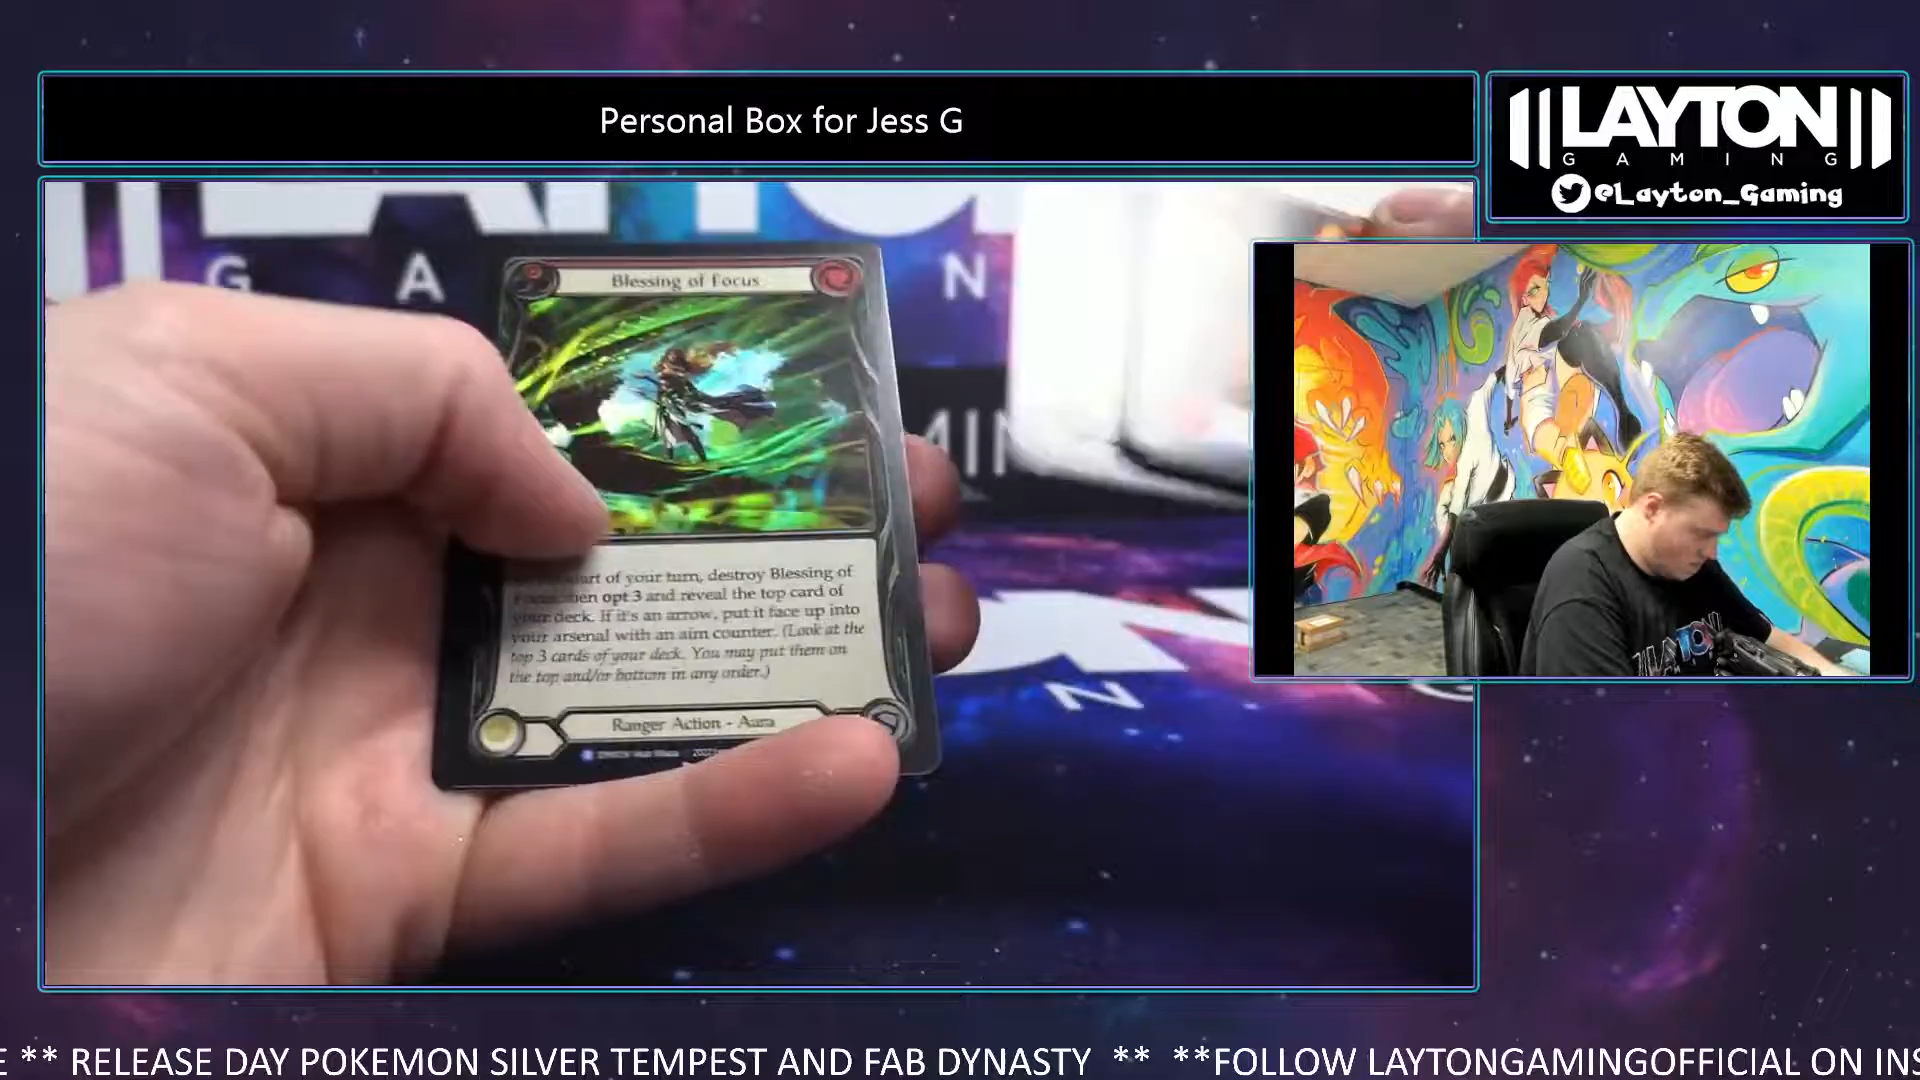 Personal Box for Jess G
LAYTON
GAMING
@Layton_Gaming
G A N
Blessing of Focus
start of your turn, destroy Blessing of
then opt 3 and reveal the top card of
your deck. If it's an arrow, put it face up into
your arsenal with an aim counter. (Look at the
top 3 cards of your deck. You may put them on
the top and/or bottom in any order.)
Ranger Action - Aura
E ** RELEASE DAY POKEMON SILVER TEMPEST AND FAB DYNASTY ** **FOLLOW LAYTONGAMINGOFFICIAL ON INS